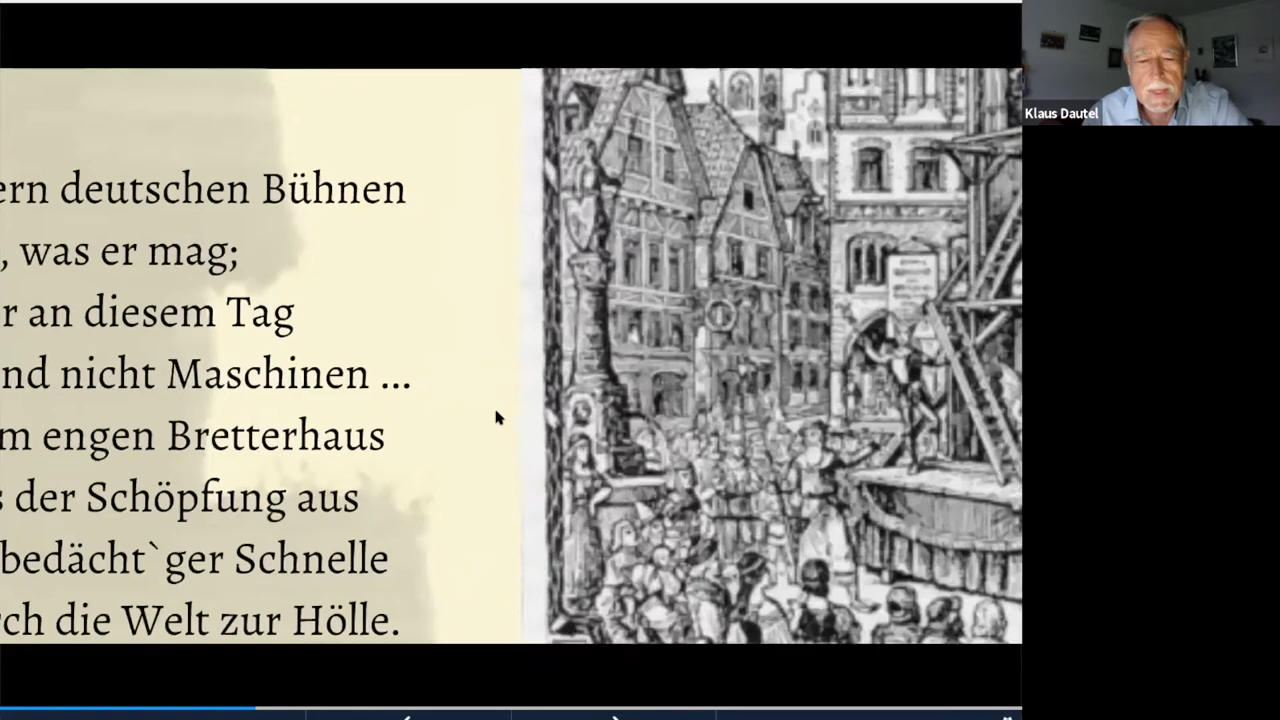 ern deutschen Bühnen
, was er mag;
r an diesem Tag
nd nicht Maschinen ...
m engen Bretterhaus
s der Schöpfung aus
bedächt`ger Schnelle
ch die Welt zur Hölle.
Klaus Dautel